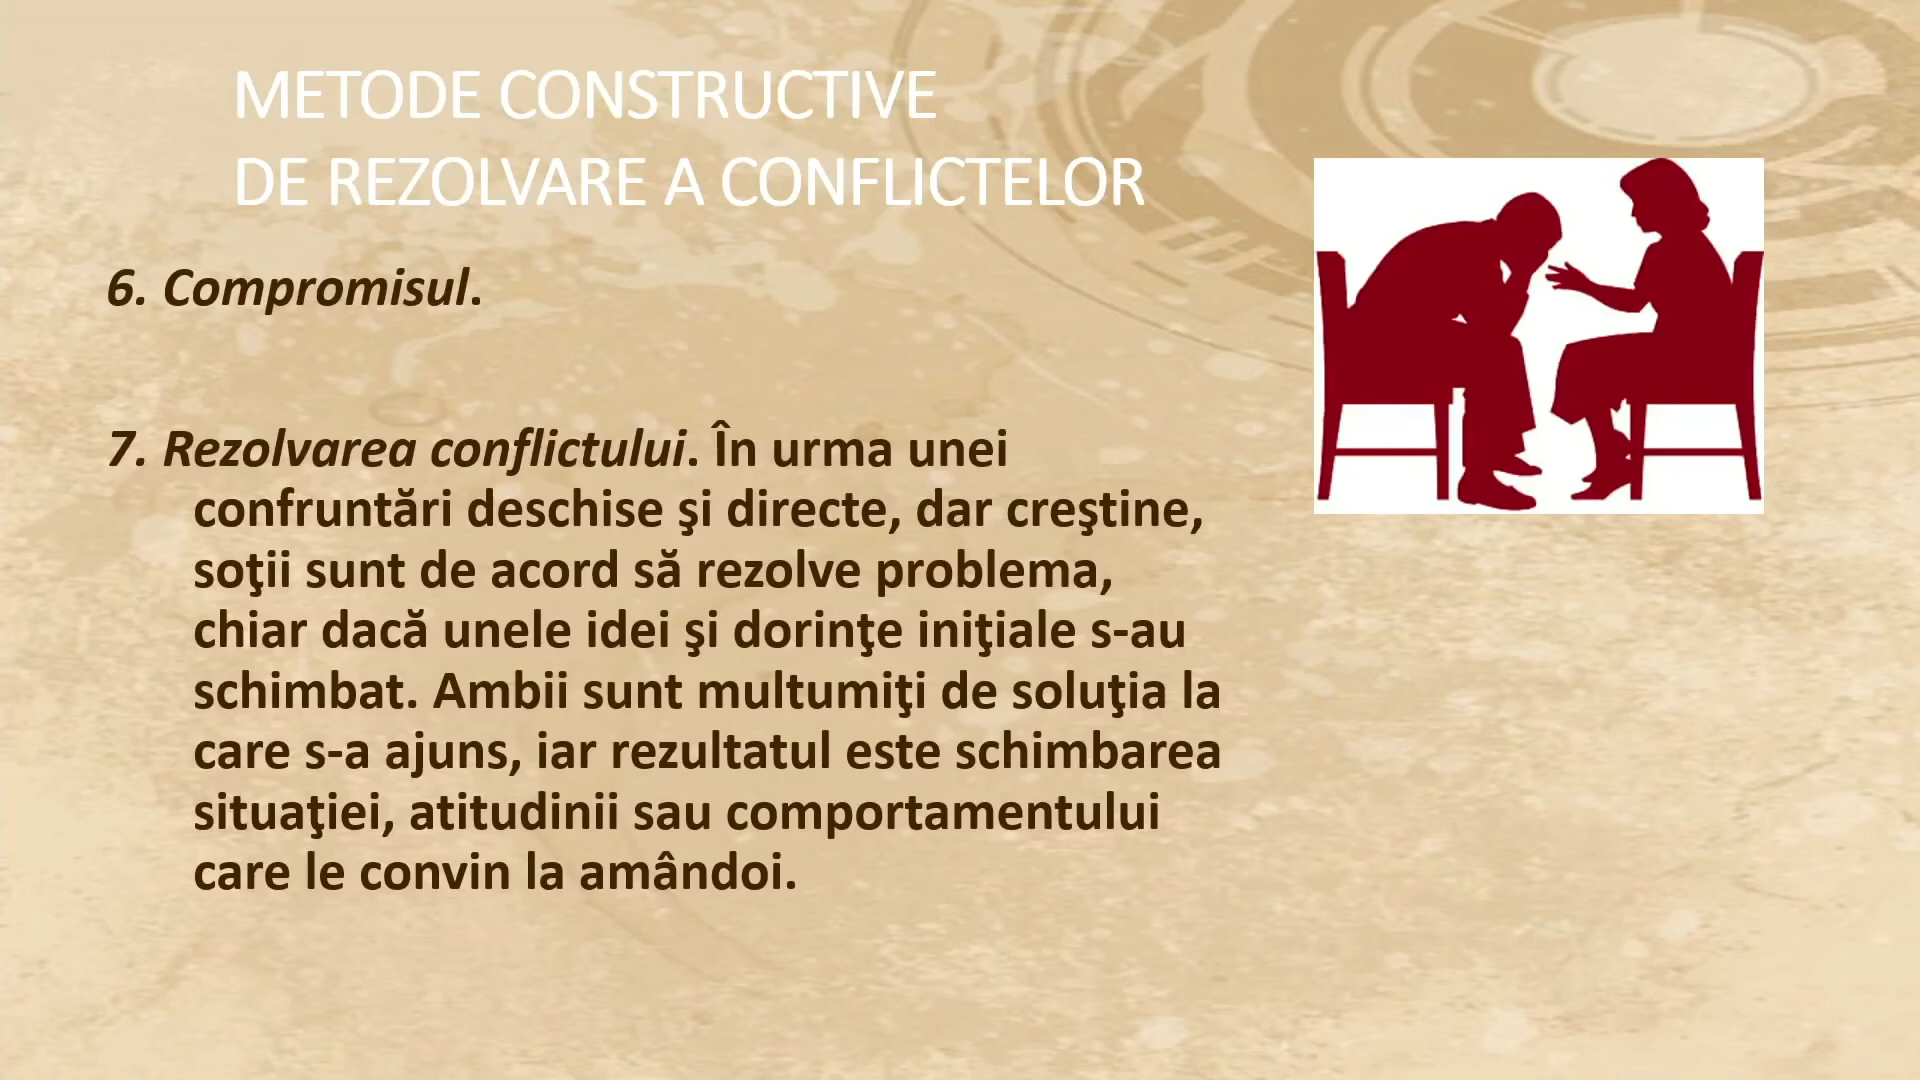 METODE CONSTRUCTIVE
DE REZOLVARE A CONFLICTELOR
6. Compromisul.
7. Rezolvarea conflictului. În urma unei
confruntări deschise şi directe, dar creştine,
soţii sunt de acord să rezolve problema,
chiar dacă unele idei şi dorinţe iniţiale s-au
schimbat. Ambii sunt multumiţi de soluţia la
care s-a ajuns, iar rezultatul este schimbarea
situaţiei, atitudinii sau comportamentului
care le convin la amândoi.